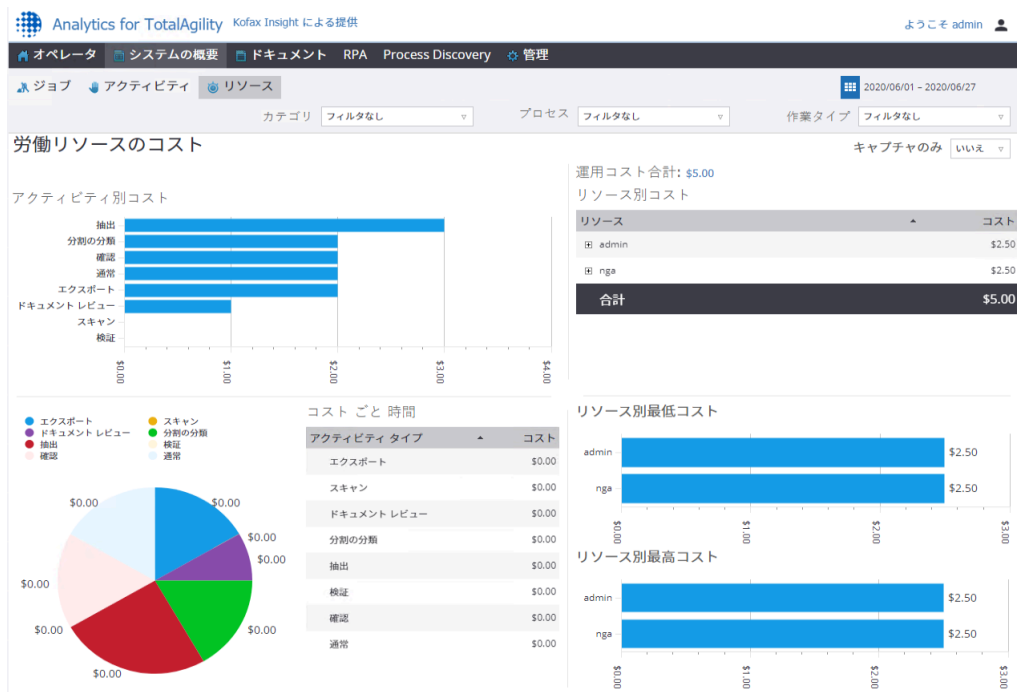 Analytics for TotalAgility Kofax Insight による提供
ようこそ admin
オペレータ システムの概要 ドキュメント RPA Process Discovery 管理
ジョブ アクティビティ リソース
2020/06/01 – 2020/06/27
カテゴリ フィルタなし プロセス フィルタなし 作業タイプ フィルタなし
労働リソースのコスト
キャプチャのみ いいえ
アクティビティ別コスト
抽出
分割の分類
確認
通常
エクスポート
ドキュメント レビュー
スキャン
検証
$0.00 $1.00 $2.00 $3.00 $4.00
運用コスト合計: $5.00
リソース別コスト
リソース コスト
admin $2.50
nga $2.50
合計 $5.00
エクスポート スキャン
ドキュメント レビュー 分割の分類
抽出 検証
確認 通常
$0.00 $0.00
$0.00
$0.00
$0.00
$0.00 $0.00
$0.00
コスト ごと 時間
アクティビティ タイプ コスト
エクスポート $0.00
スキャン $0.00
ドキュメント レビュー $0.00
分割の分類 $0.00
抽出 $0.00
検証 $0.00
確認 $0.00
通常 $0.00
リソース別最低コスト
admin $2.50
nga $2.50
$0.00 $1.00 $2.00 $3.00
リソース別最高コスト
admin $2.50
nga $2.50
$0.00 $1.00 $2.00 $3.00